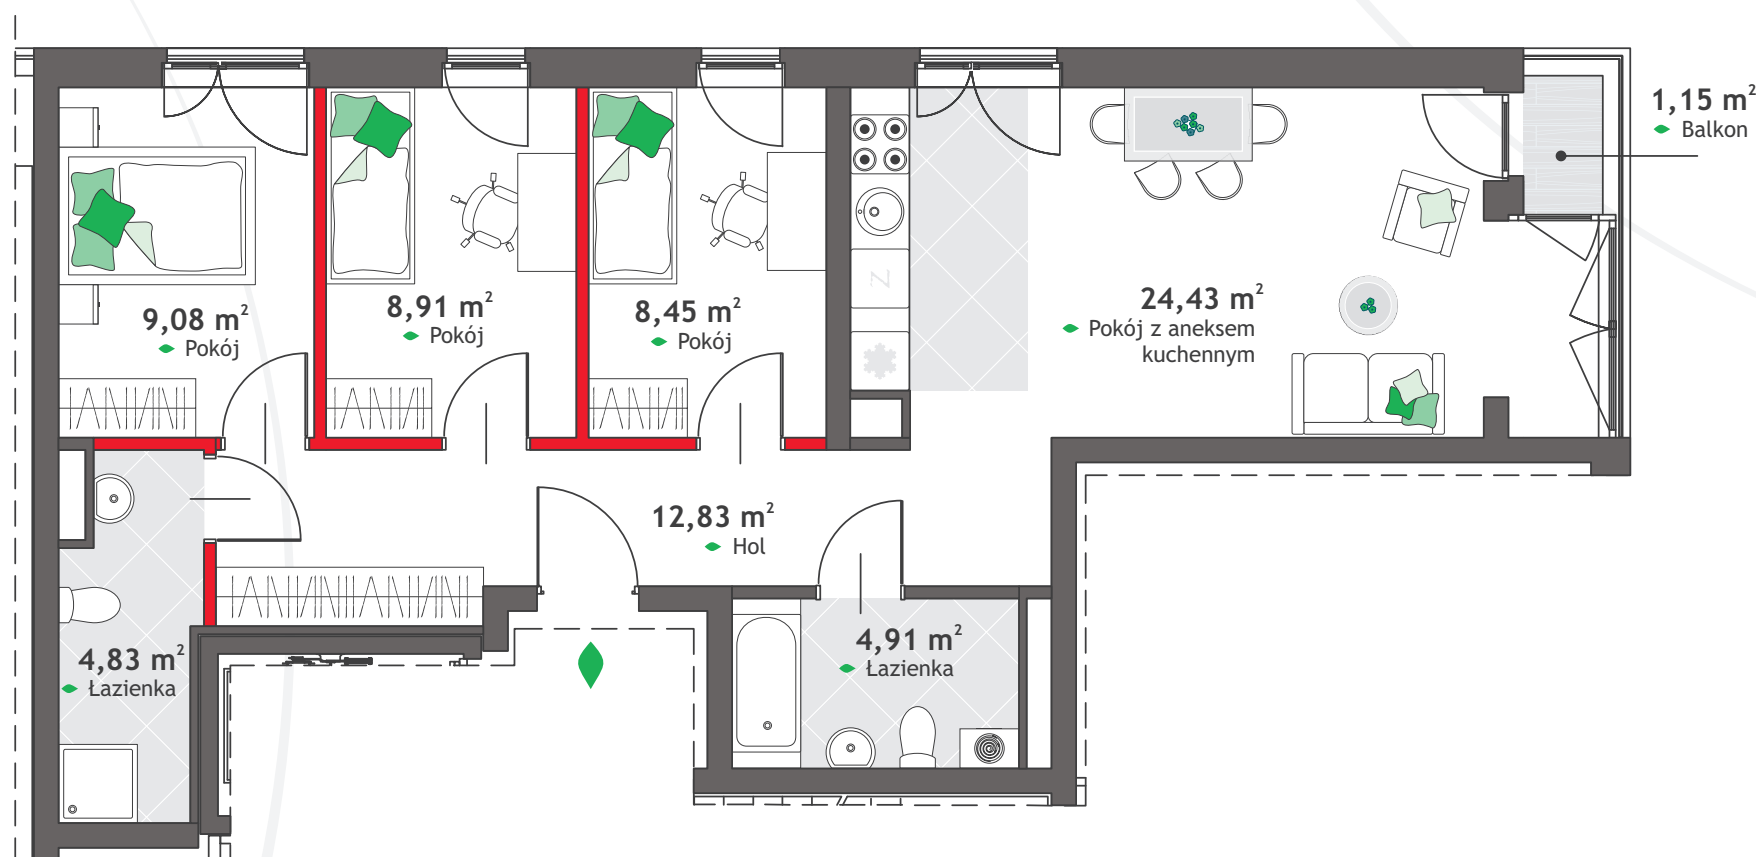 1,15 m²
Balkon
9,08 m²
Pokój
8,91 m²
Pokój
8,45 m²
Pokój
24,43 m²
Pokój z aneksem
kuchennym
Z
12,83 m²
Hol
4,83 m²
Łazienka
4,91 m²
Łazienka